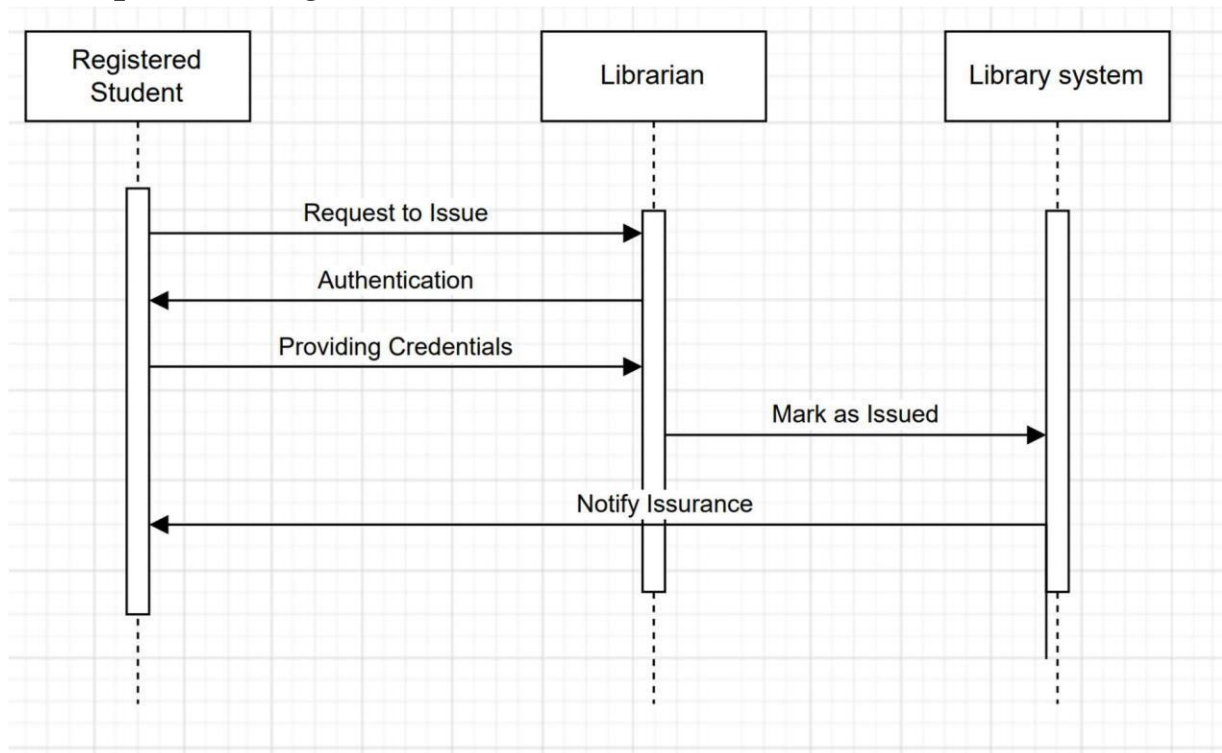 Registered
Student
Librarian
Library system
Request to Issue
Authentication
Providing Credentials
Mark as Issued
Notify Issurance